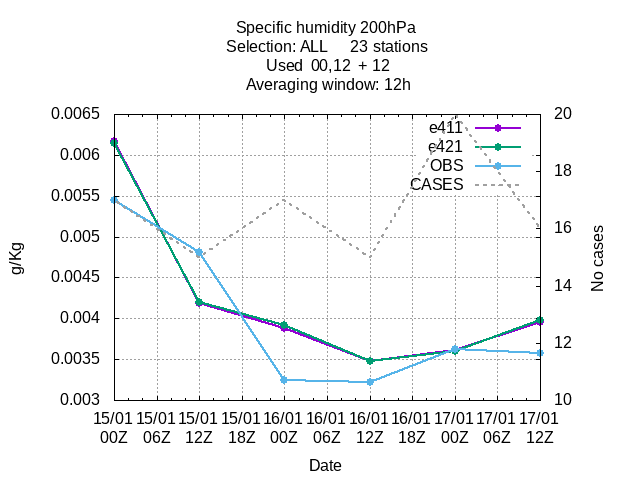 Specific humidity 200hPa
Selection: ALL     23 stations
Used  00,12  + 12
Averaging window: 12h
0.0065
0.006
0.0055
0.005
0.0045
0.004
0.0035
0.003
g/Kg
e411
e421
OBS
CASES
20
18
16
14
12
10
No cases
15/01 15/01 15/01 15/01 16/01 16/01 16/01 16/01 17/01 17/01 17/01
00Z 06Z 12Z 18Z 00Z 06Z 12Z 18Z 00Z 06Z 12Z
Date